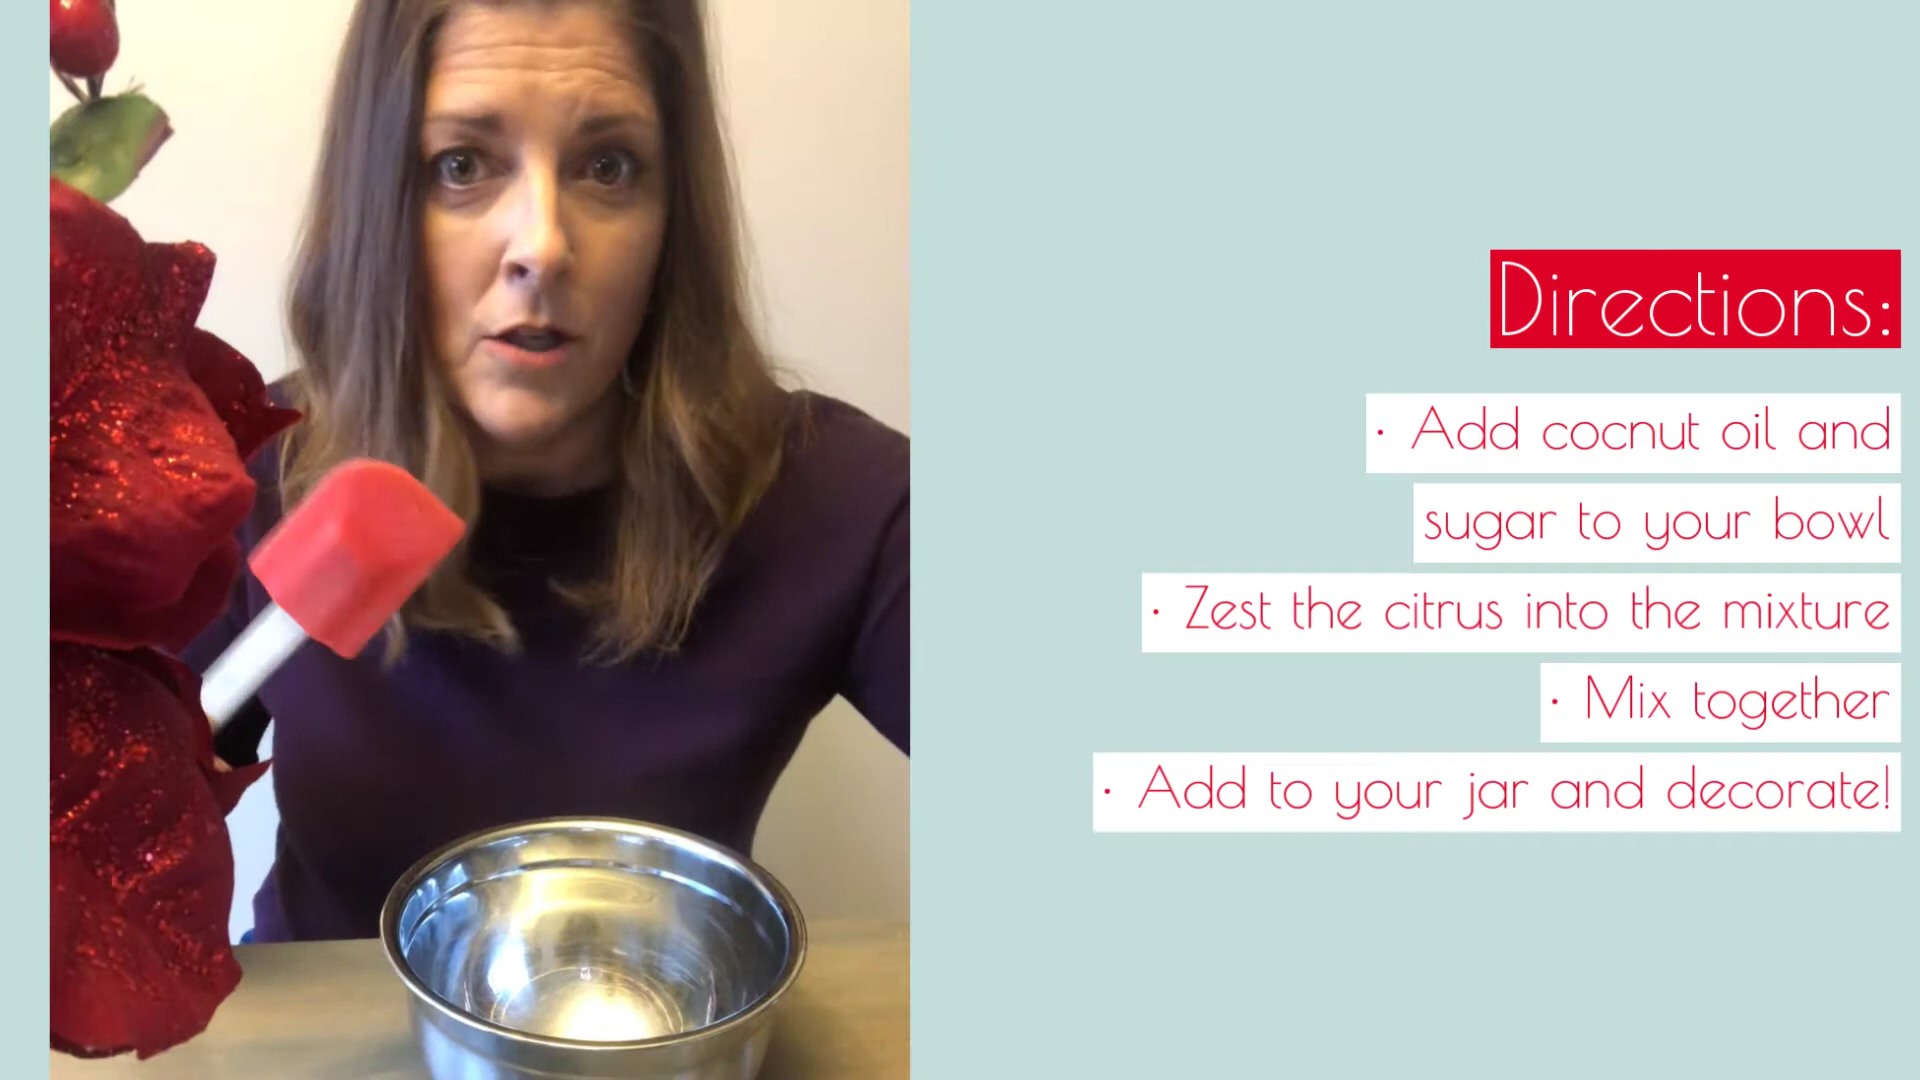 Directions:
· Add cocnut oil and
sugar to your bowl
· Zest the citrus into the mixture
· Mix together
· Add to your jar and decorate!